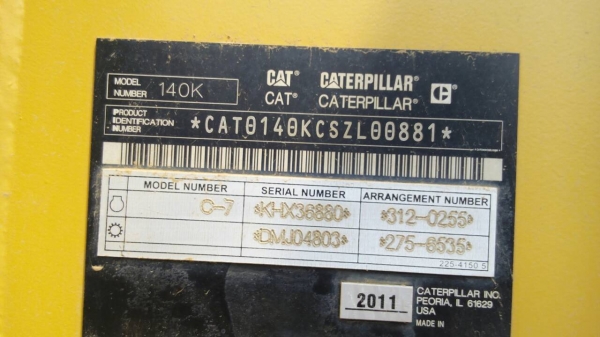 MODEL NUMBER 140K
CAT® CATERPILLAR®
CAT® CATERPILLAR®
PRODUCT IDENTIFICATION NUMBER *CAT0140KCSZL00881*
MODEL NUMBER SERIAL NUMBER ARRANGEMENT NUMBER
C-7 *KHX36880* *312-0255*
*DMJ04803* *275-6535*
225-4150 5
2011
CATERPILLAR INC.
PEORIA, IL 61629
USA
MADE IN